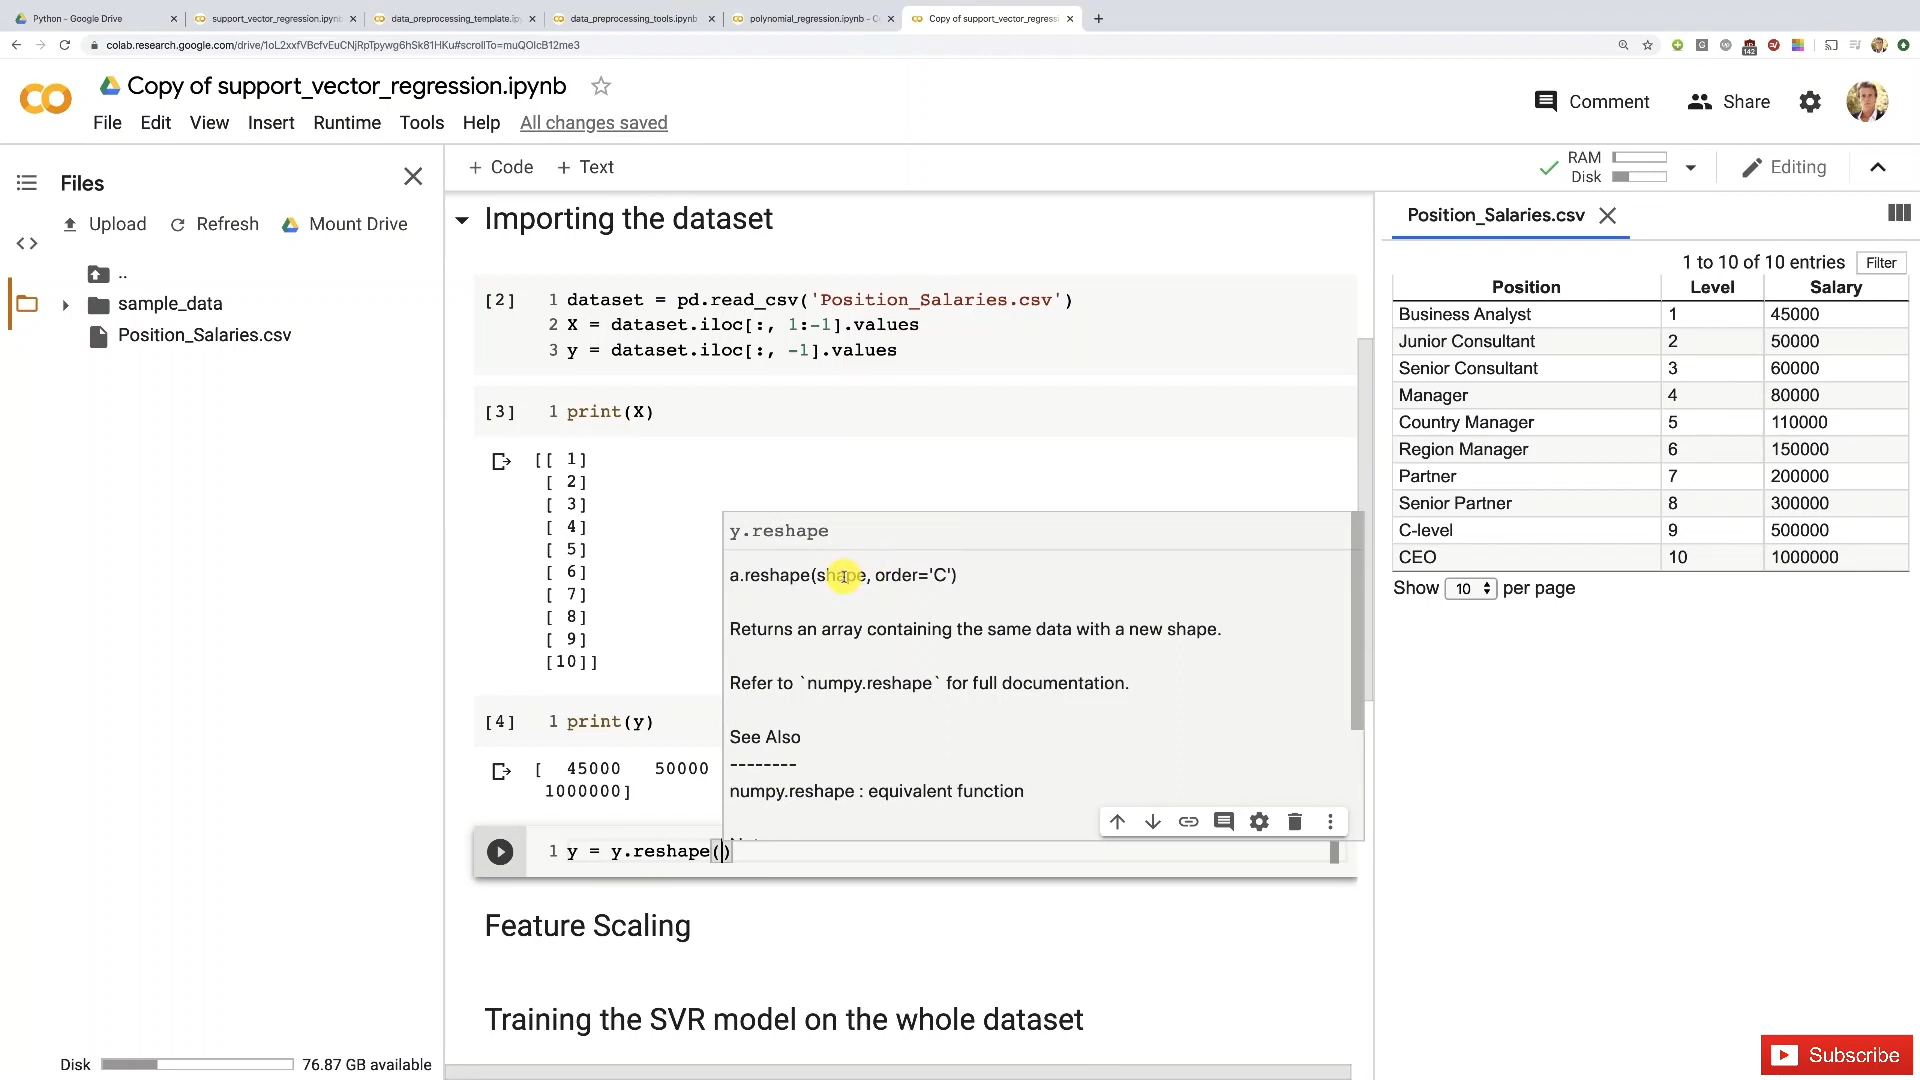 Python - Google Drive
support_vector_regression.ipynb
data_preprocessing_template.ip
data_preprocessing_tools.ipynb
polynomial_regression.ipynb - C
Copy of support_vector_regress
colab.research.google.com/drive/1oL2xxfVBcfvEuCNjRpTpywg6hSk81HKu#scrollTo=muQOlcB12me3
142
Copy of support_vector_regression.ipynb
File Edit View Insert Runtime Tools Help All changes saved
Comment Share
Files
Upload Refresh Mount Drive
..
sample_data
Position_Salaries.csv
Disk 76.87 GB available
+ Code + Text
RAM
Disk
Editing
Importing the dataset
[2] 1 dataset = pd.read_csv('Position_Salaries.csv')
2 X = dataset.iloc[:, 1:-1].values
3 y = dataset.iloc[:, -1].values
[3] 1 print(X)
[[ 1]
[ 2]
[ 3]
[ 4]
[ 5]
[ 6]
[ 7]
[ 8]
[ 9]
[10]]
[4] 1 print(y)
[ 45000 50000
1000000]
y.reshape
a.reshape(shape, order='C')
Returns an array containing the same data with a new shape.
Refer to `numpy.reshape` for full documentation.
See Also
--------
numpy.reshape : equivalent function
1 y = y.reshape()
Feature Scaling
Training the SVR model on the whole dataset
Position_Salaries.csv
1 to 10 of 10 entries Filter
Position Level Salary
Business Analyst 1 45000
Junior Consultant 2 50000
Senior Consultant 3 60000
Manager 4 80000
Country Manager 5 110000
Region Manager 6 150000
Partner 7 200000
Senior Partner 8 300000
C-level 9 500000
CEO 10 1000000
Show 10 per page
Subscribe